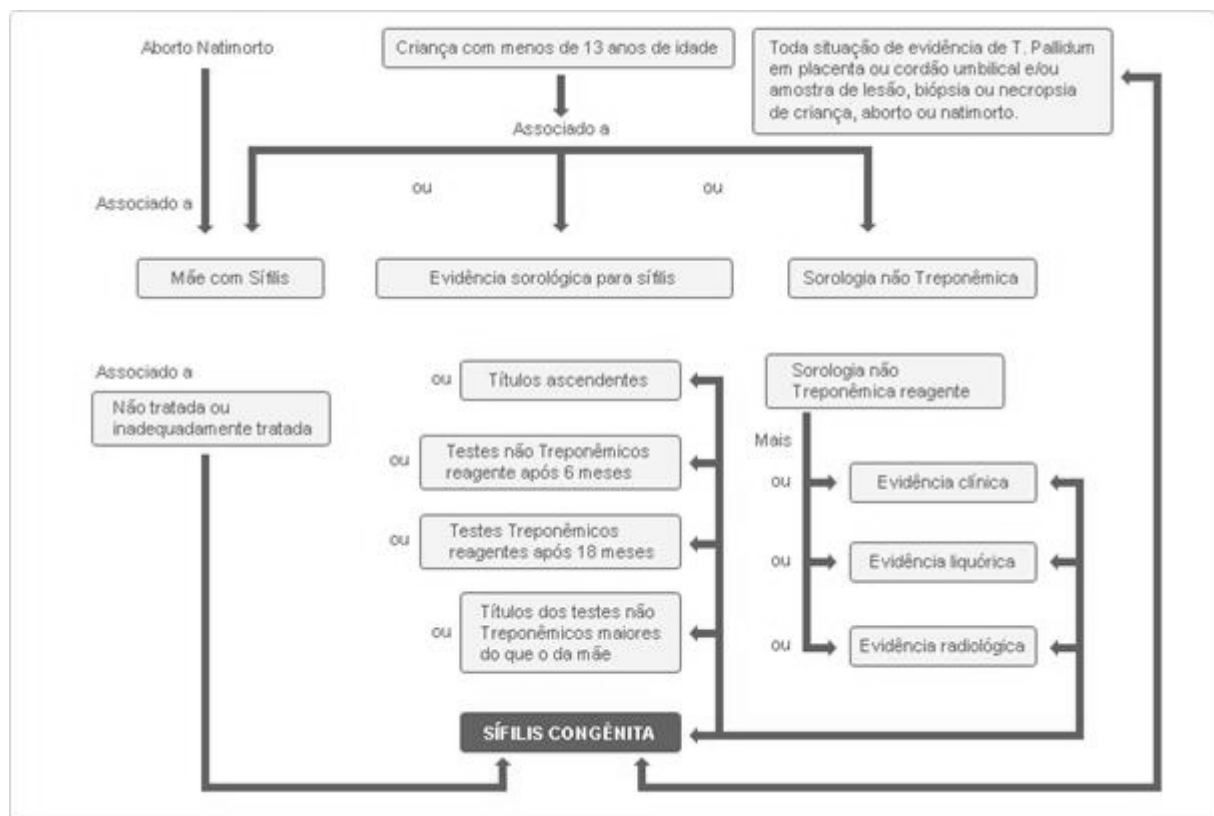 Aborto Natimorto
Criança com menos de 13 anos de idade
Toda situação de evidência de T. Pallidum
em placenta ou cordão umbilical e/ou
amostra de lesão, biópsia ou necropsia
de criança, aborto ou natimorto.
Associado a
ou
ou
Associado a
Mãe com Sífilis
Evidência sorológica para sífilis
Sorologia não Treponêmica
Associado a
Não tratada ou
inadequadamente tratada
ou
Títulos ascendentes
ou
Testes não Treponêmicos
reagente após 6 meses
ou
Testes Treponêmicos
reagentes após 18 meses
ou
Títulos dos testes não
Treponêmicos maiores
do que o da mãe
Sorologia não
Treponêmica reagente
Mais
ou
Evidência clínica
ou
Evidência liquórica
ou
Evidência radiológica
SÍFILIS CONGÊNITA